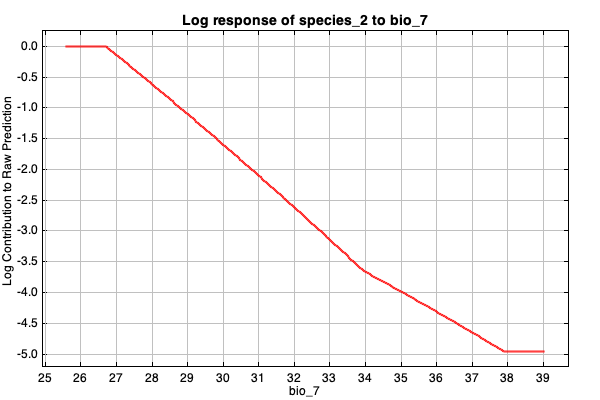 Log response of species_2 to bio_7
Log Contribution to Raw Prediction
0.0
-0.5
-1.0
-1.5
-2.0
-2.5
-3.0
-3.5
-4.0
-4.5
-5.0
25 26 27 28 29 30 31 32 33 34 35 36 37 38 39
bio_7